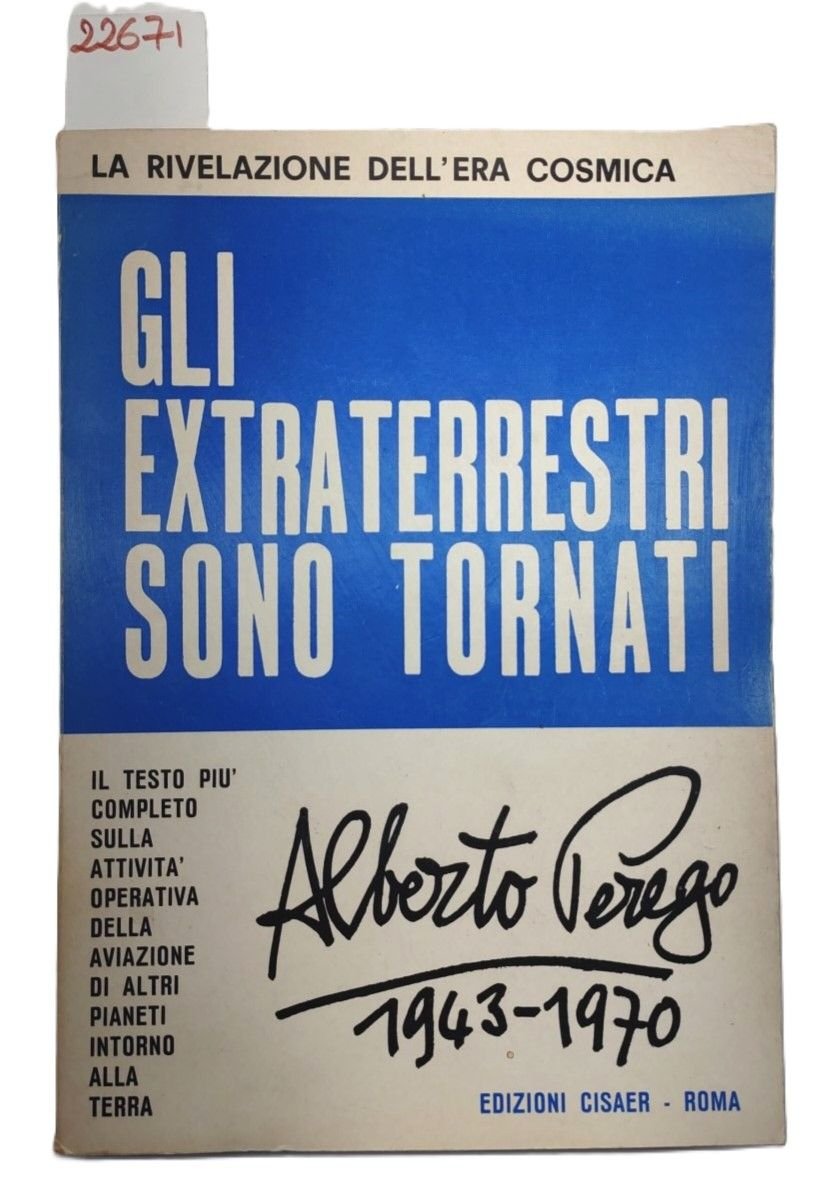 22671
LA RIVELAZIONE DELL'ERA COSMICA
GLI
EXTRATERRESTRI
SONO TORNATI
IL TESTO PIU'
COMPLETO
SULLA
ATTIVITA'
OPERATIVA
DELLA
AVIAZIONE
DI ALTRI
PIANETI
INTORNO
ALLA
TERRA
Alberto Perego
1943-1970
EDIZIONI CISAER - ROMA